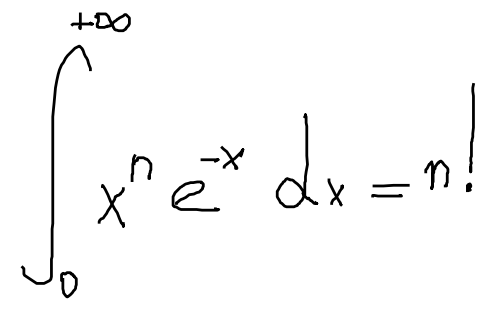 ∫₀^{+∞} xⁿ e^{-x} dx = n!